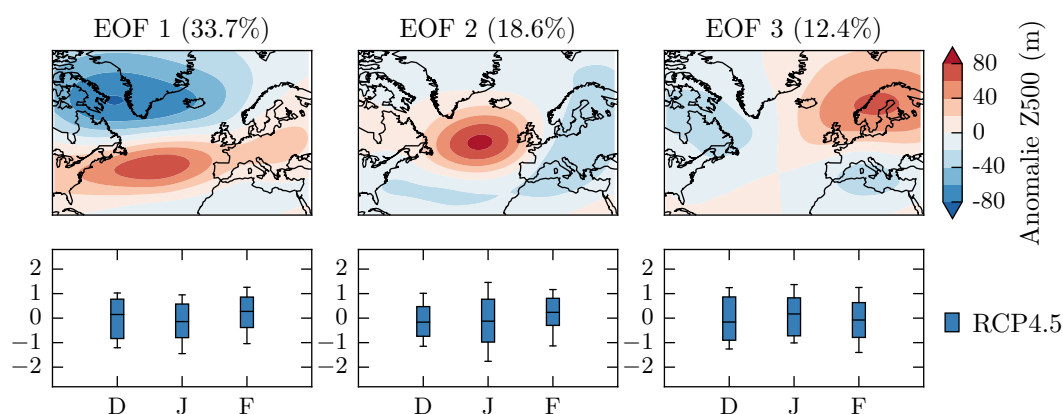 EOF 1 (33.7%)
EOF 2 (18.6%)
EOF 3 (12.4%)
80
40
0
-40
-80
Anomalie Z500 (m)
2
1
0
−1
−2
D J F
2
1
0
−1
−2
D J F
2
1
0
−1
−2
D J F
RCP4.5